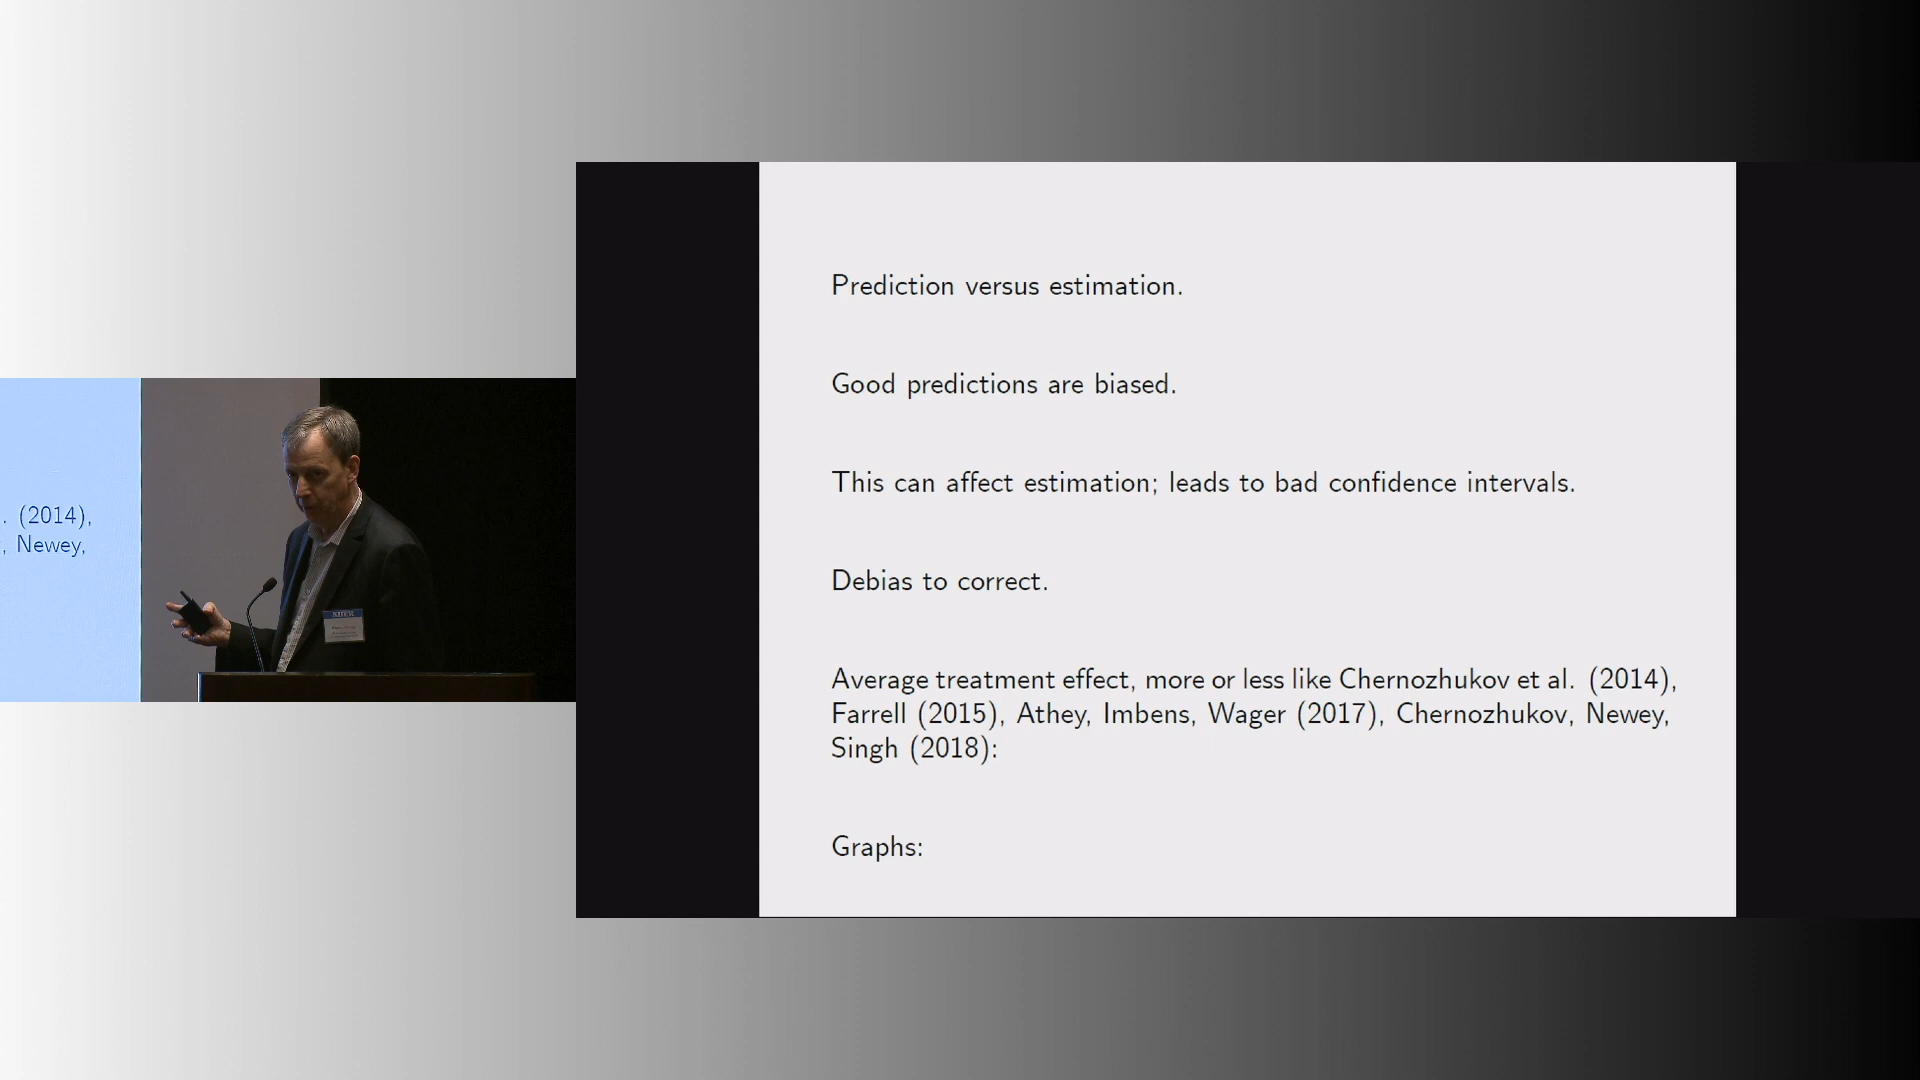 Prediction versus estimation.
Good predictions are biased.
This can affect estimation; leads to bad confidence intervals.
Debias to correct.
Average treatment effect, more or less like Chernozhukov et al. (2014),
Farrell (2015), Athey, Imbens, Wager (2017), Chernozhukov, Newey,
Singh (2018):
Graphs:
. (2014),
, Newey,